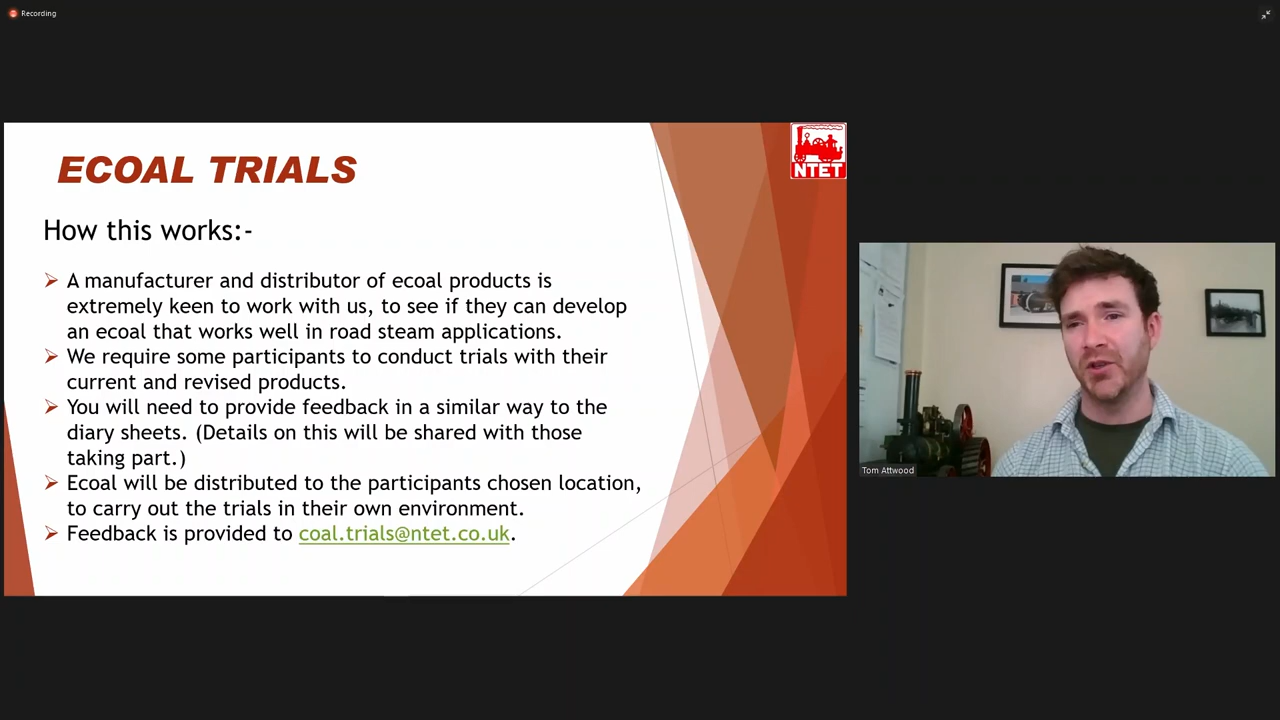 Recording
ECOAL TRIALS
NTET
How this works:-
A manufacturer and distributor of ecoal products is
extremely keen to work with us, to see if they can develop
an ecoal that works well in road steam applications.
We require some participants to conduct trials with their
current and revised products.
You will need to provide feedback in a similar way to the
diary sheets. (Details on this will be shared with those
taking part.)
Ecoal will be distributed to the participants chosen location,
to carry out the trials in their own environment.
Feedback is provided to coal.trials@ntet.co.uk.
Tom Attwood